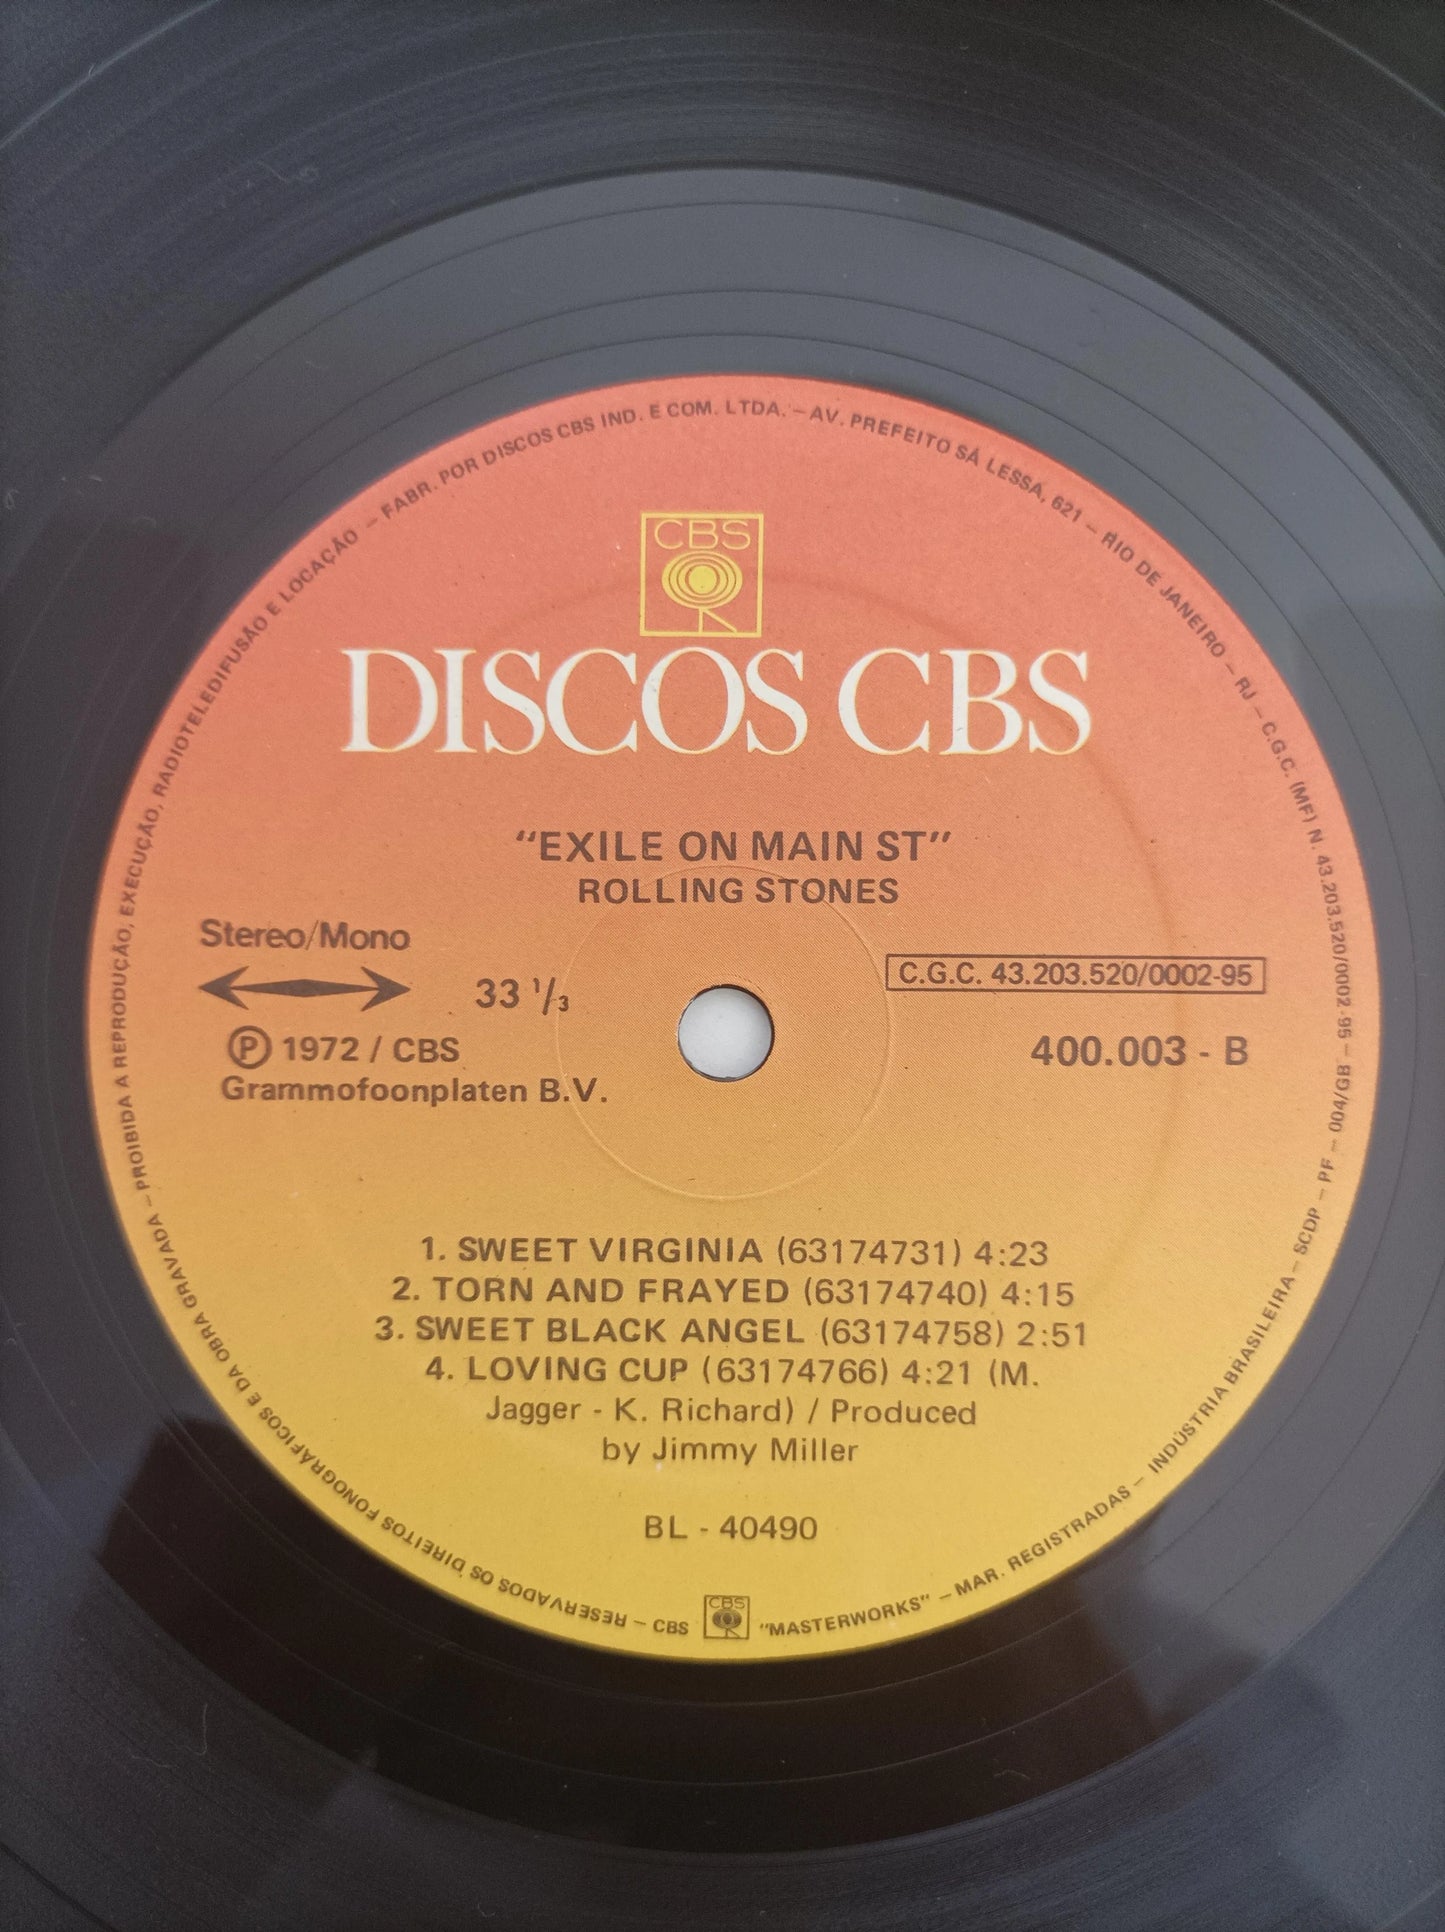 CBS
DISCOS CBS
"EXILE ON MAIN ST"
ROLLING STONES
Stereo/Mono
33 1/3
C.G.C. 43.203.520/0002-95
℗ 1972 / CBS
Grammofoonplaten B.V.
400.003 - B
1. SWEET VIRGINIA (63174731) 4:23
2. TORN AND FRAYED (63174740) 4:15
3. SWEET BLACK ANGEL (63174758) 2:51
4. LOVING CUP (63174766) 4:21 (M.
Jagger - K. Richard) / Produced
by Jimmy Miller
BL - 40490
RESERVADOS OS DIREITOS FONOGRÁFICOS E DA OBRA GRAVADA – PROIBIDA A REPRODUÇÃO, EXECUÇÃO, RADIOTELEDIFUSÃO E LOCAÇÃO – FABR. POR DISCOS CBS IND. E COM. LTDA. – AV. PREFEITO SÁ LESSA, 621 – RIO DE JANEIRO – RJ – C.G.C. (MF) N. 43.203.520/0002-95 – 004/GB – PF – SCDP – INDÚSTRIA BRASILEIRA – MAR. REGISTRADAS – "MASTERWORKS" CBS – CBS